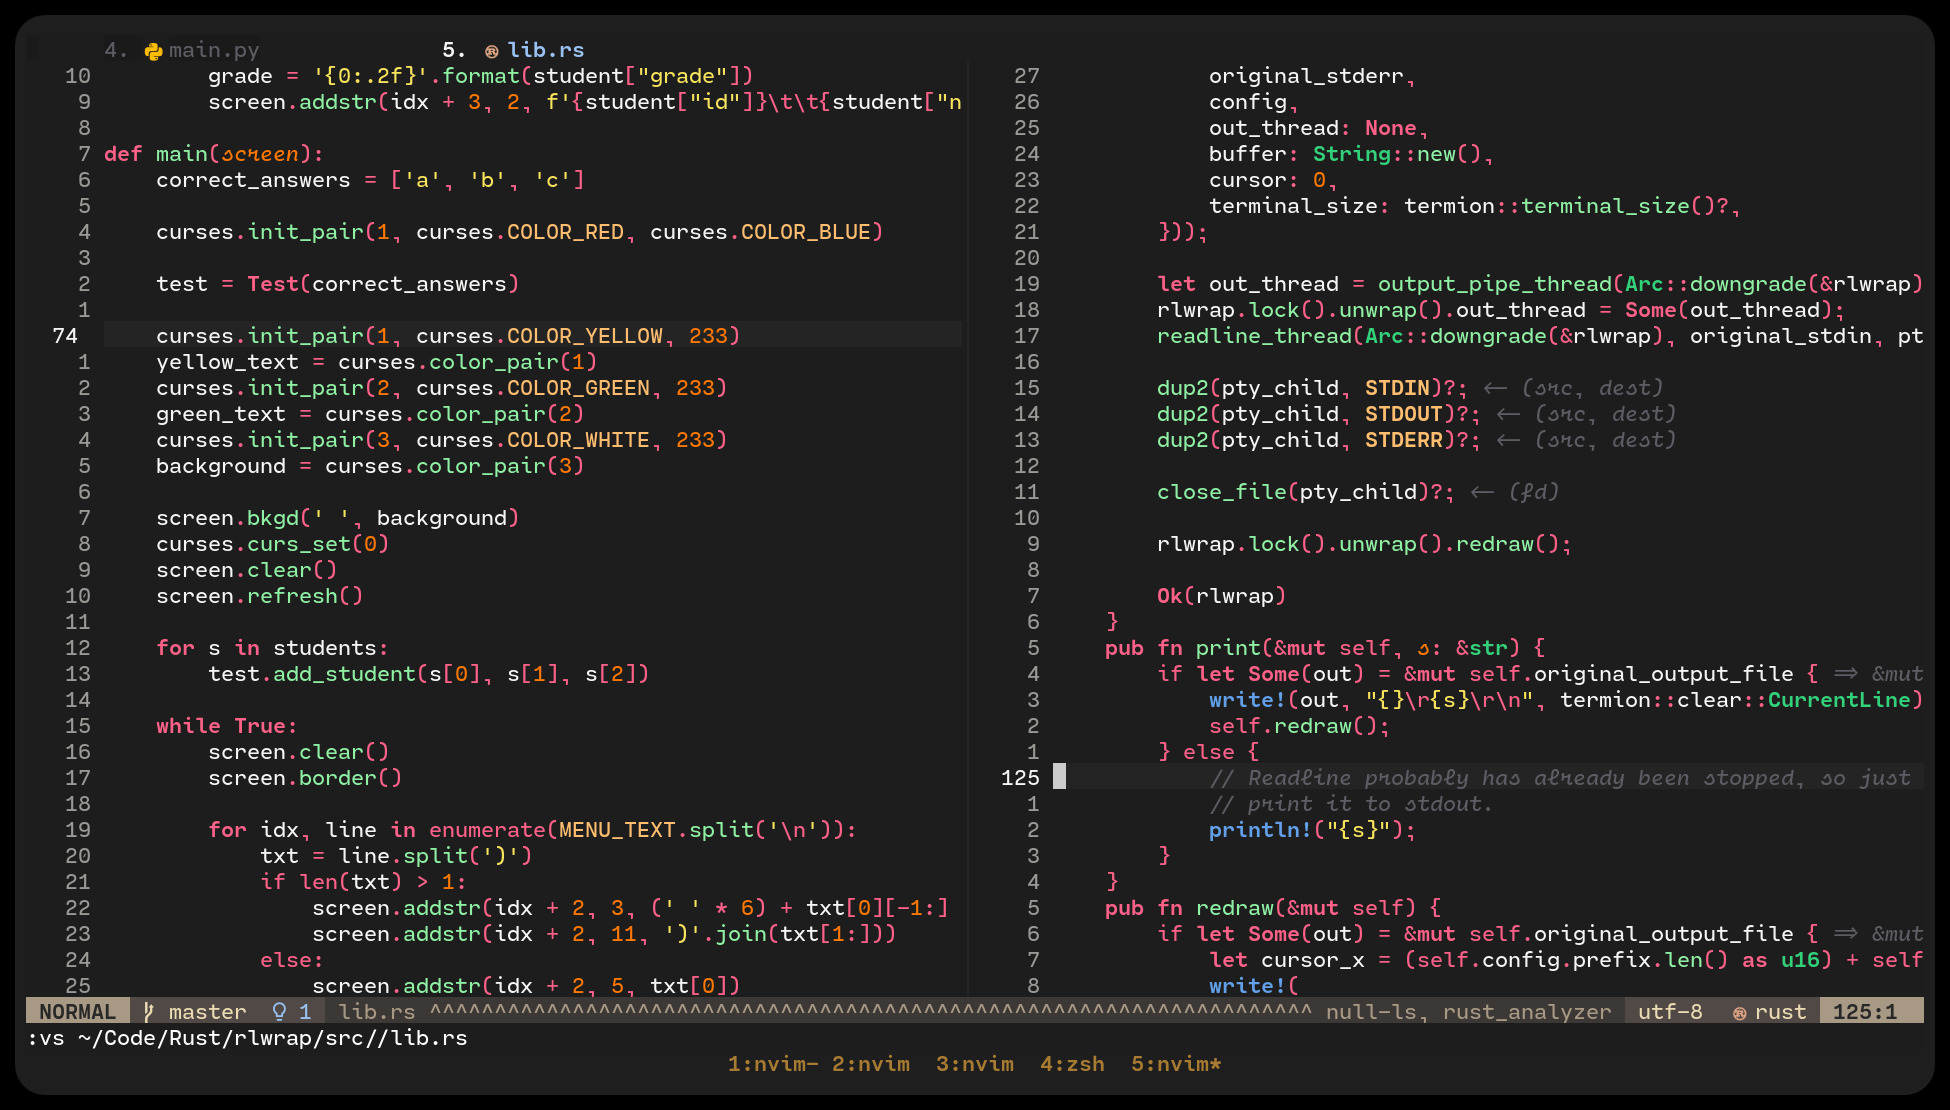 4. main.py 5. lib.rs
10         grade = '{0:.2f}'.format(student["grade"])
9         screen.addstr(idx + 3, 2, f'{student["id"]}\t\t{student["n
8
7 def main(screen):
6     correct_answers = ['a', 'b', 'c']
5
4     curses.init_pair(1, curses.COLOR_RED, curses.COLOR_BLUE)
3
2     test = Test(correct_answers)
1
74     curses.init_pair(1, curses.COLOR_YELLOW, 233)
1     yellow_text = curses.color_pair(1)
2     curses.init_pair(2, curses.COLOR_GREEN, 233)
3     green_text = curses.color_pair(2)
4     curses.init_pair(3, curses.COLOR_WHITE, 233)
5     background = curses.color_pair(3)
6
7     screen.bkgd(' ', background)
8     curses.curs_set(0)
9     screen.clear()
10     screen.refresh()
11
12     for s in students:
13         test.add_student(s[0], s[1], s[2])
14
15     while True:
16         screen.clear()
17         screen.border()
18
19         for idx, line in enumerate(MENU_TEXT.split('\n')):
20             txt = line.split(')')
21             if len(txt) > 1:
22                 screen.addstr(idx + 2, 3, (' ' * 6) + txt[0][-1:]
23                 screen.addstr(idx + 2, 11, ')'.join(txt[1:]))
24             else:
25                 screen.addstr(idx + 2, 5, txt[0])
27             original_stderr,
26             config,
25             out_thread: None,
24             buffer: String::new(),
23             cursor: 0,
22             terminal_size: termion::terminal_size()?,
21         }));
20
19         let out_thread = output_pipe_thread(Arc::downgrade(&rlwrap)
18         rlwrap.lock().unwrap().out_thread = Some(out_thread);
17         readline_thread(Arc::downgrade(&rlwrap), original_stdin, pt
16
15         dup2(pty_child, STDIN)?; <- (src, dest)
14         dup2(pty_child, STDOUT)?; <- (src, dest)
13         dup2(pty_child, STDERR)?; <- (src, dest)
12
11         close_file(pty_child)?; <- (fd)
10
9         rlwrap.lock().unwrap().redraw();
8
7         Ok(rlwrap)
6     }
5     pub fn print(&mut self, s: &str) {
4         if let Some(out) = &mut self.original_output_file { => &mut
3             write!(out, "{}\r{s}\r\n", termion::clear::CurrentLine)
2             self.redraw();
1         } else {
125             // Readline probably has already been stopped, so just
1             // print it to stdout.
2             println!("{s}");
3         }
4     }
5     pub fn redraw(&mut self) {
6         if let Some(out) = &mut self.original_output_file { => &mut
7             let cursor_x = (self.config.prefix.len() as u16) + self
8             write!(
NORMAL master 1 lib.rs ^^^^^^^^^^^^^^^^^^^^^^^^^^^^^^^^^^^^^^^^^^^^^^^^^^^^^^^^^^^^^^^^^^^^ null-ls, rust_analyzer utf-8 rust 125:1
:vs ~/Code/Rust/rlwrap/src//lib.rs
1:nvim- 2:nvim 3:nvim 4:zsh 5:nvim*